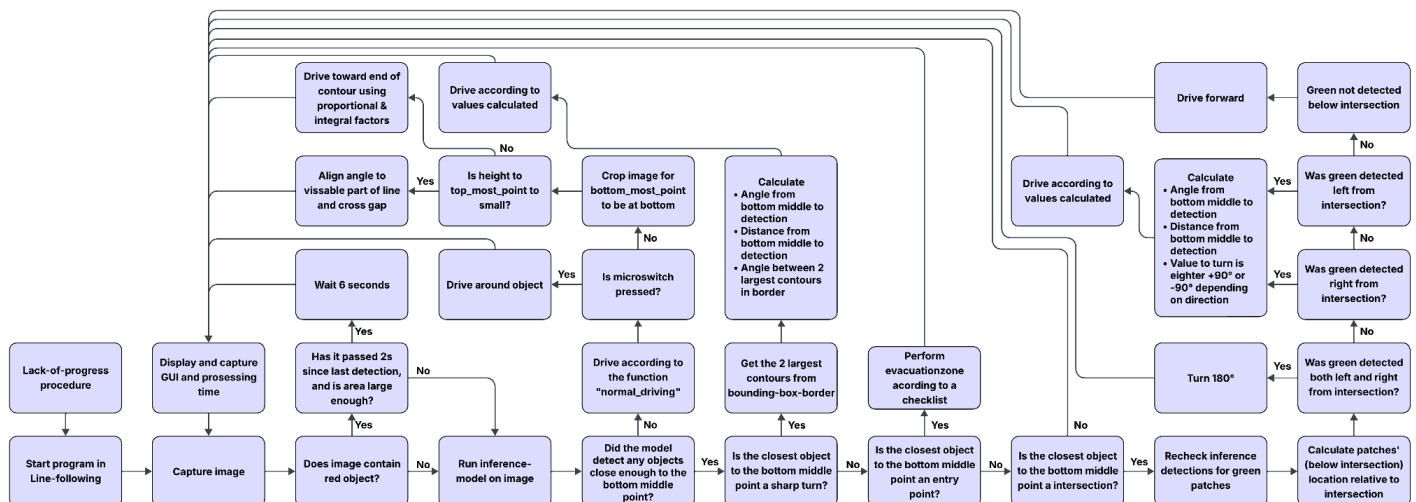 Drive toward end of
contour using
proportional &
integral factors
Drive according to
values calculated
Drive forward
Green not detected
below intersection
No
No
Align angle to
vissable part of line
and cross gap
Yes
Is height to
top_most_point to
small?
Crop image for
bottom_most_point
to be at bottom
Calculate
• Angle from
bottom middle to
detection
• Distance from
bottom middle to
detection
• Angle between 2
largest contours
in border
Drive according to
values calculated
Calculate
• Angle from
bottom middle to
detection
• Distance from
bottom middle to
detection
• Value to turn is
eighter +90° or
-90° depending
on direction
Yes
Was green detected
left from
intersection?
No
No
Wait 6 seconds
Drive around object
Yes
Is microswitch
pressed?
Yes
Was green detected
right from
intersection?
Yes
No
Lack-of-progress
procedure
Display and capture
GUI and prosessing
time
Has it passed 2s
since last detection,
and is area large
enough?
No
Drive according to
the function
"normal_driving"
Get the 2 largest
contours from
bounding-box-border
Perform
evacuationzone
acording to a
checklist
Turn 180°
Yes
Was green detected
both left and right
from intersection?
Yes
No
Yes
Yes
No
Start program in
Line-following
Capture image
Does image contain
red object?
No
Run inference-
model on image
Did the model
detect any objects
close enough to the
bottom middle
point?
Yes
Is the closest object
to the bottom middle
point a sharp turn?
No
Is the closest object
to the bottom middle
point an entry
point?
No
Is the closest object
to the bottom middle
point a intersection?
Yes
Recheck inference
detections for green
patches
Calculate patches'
(below intersection)
location relative to
intersection